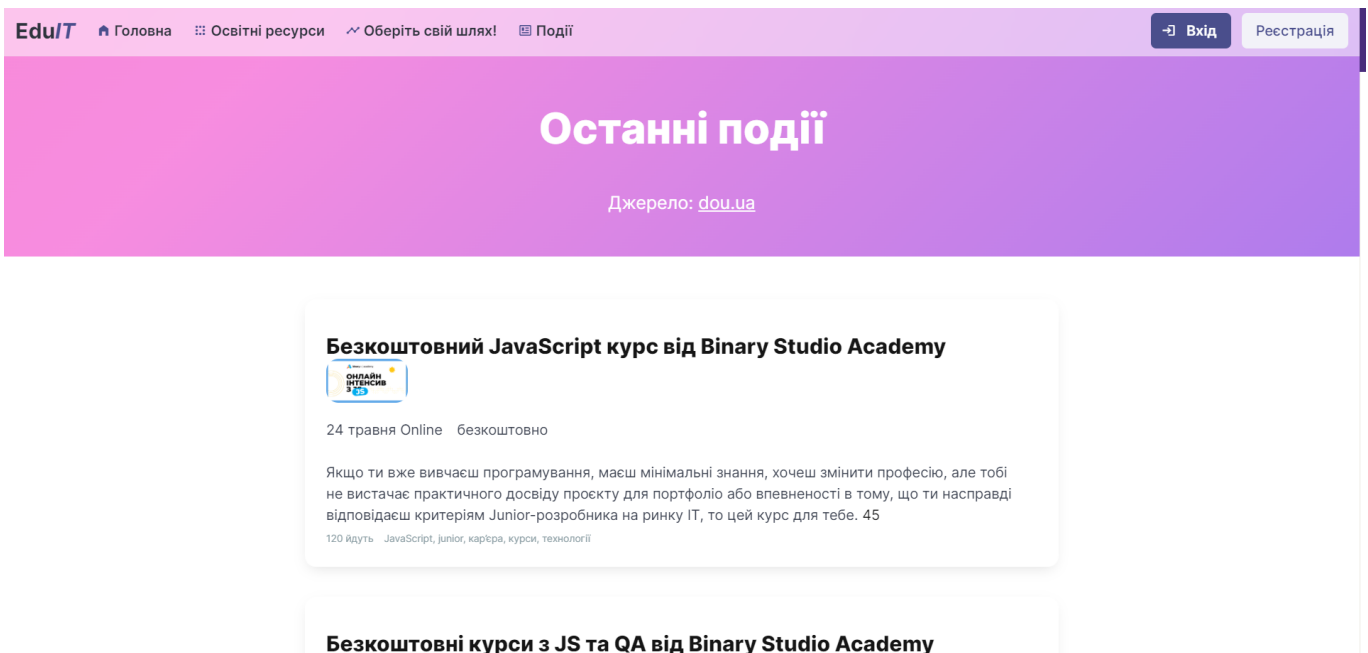 EduIT Головна Освітні ресурси Оберіть свій шлях! Події Вхід Реєстрація
Останні події
Джерело: dou.ua
Безкоштовний JavaScript курс від Binary Studio Academy
ОНЛАЙН
ІНТЕНСИВ
З JS
24 травня Online безкоштовно
Якщо ти вже вивчаєш програмування, маєш мінімальні знання, хочеш змінити професію, але тобі
не вистачає практичного досвіду проєкту для портфоліо або впевненості в тому, що ти насправді
відповідаєш критеріям Junior-розробника на ринку IT, то цей курс для тебе. 45
120 йдуть JavaScript, junior, кар'єра, курси, технології
Безкоштовні курси з JS та QA від Binary Studio Academy